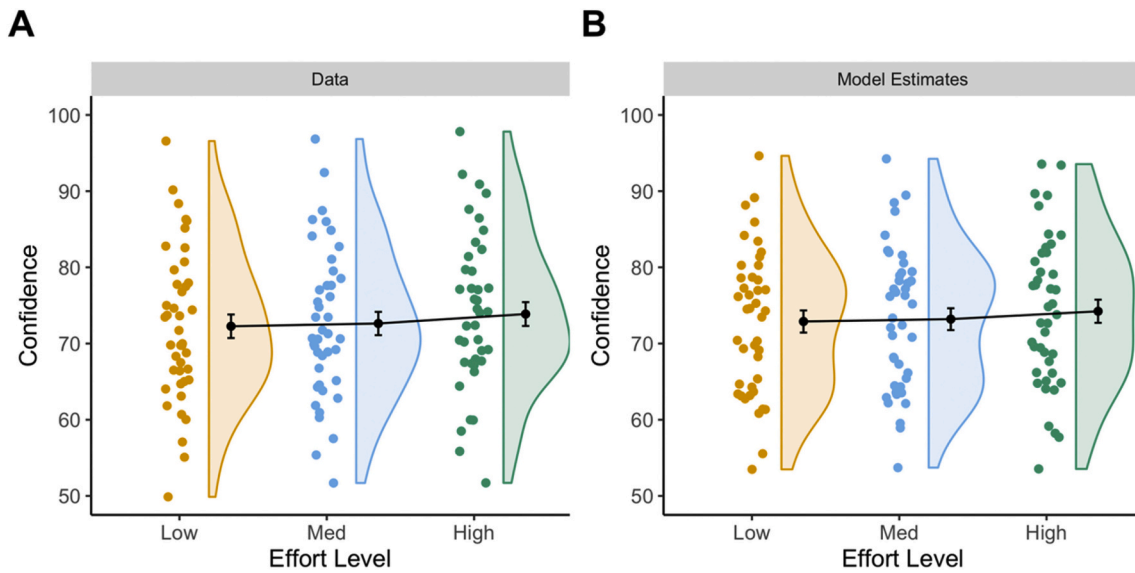 A
Data
Confidence
100
90
80
70
60
50
Low Med High
Effort Level
B
Model Estimates
Confidence
100
90
80
70
60
50
Low Med High
Effort Level